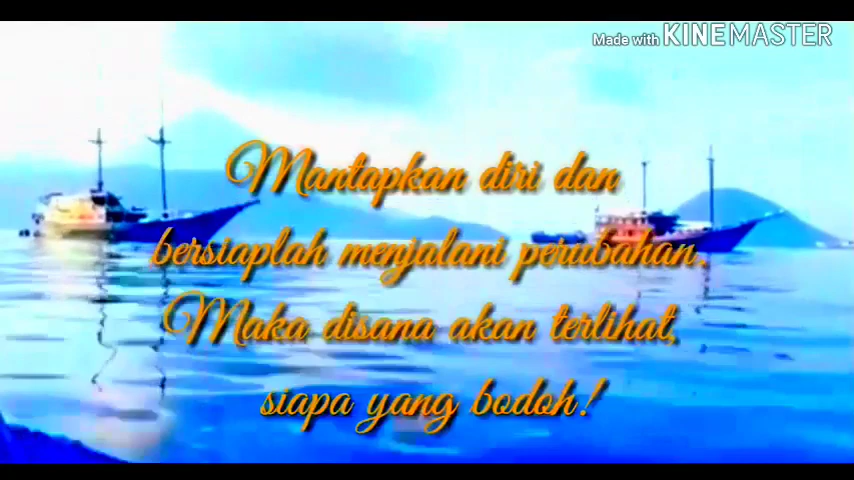 Made with KINEMASTER
Mantapkan diri dan
bersiaplah menjalani perubahan.
Maka disana akan terlihat,
siapa yang bodoh!